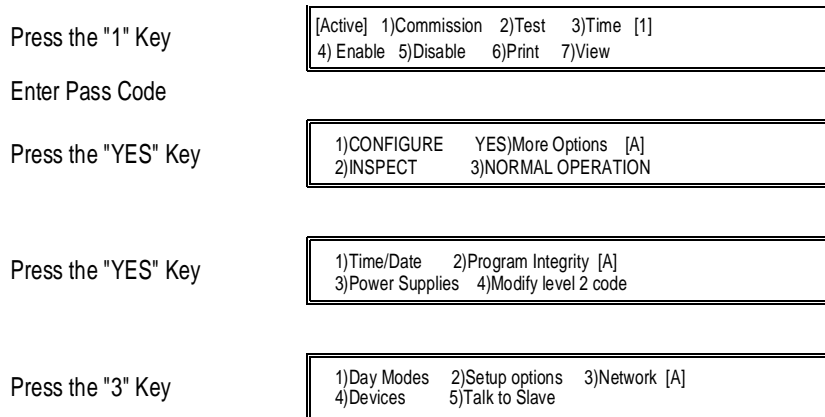 Press the "1" Key
[Active] 1)Commission 2)Test 3)Time [1]
4) Enable 5)Disable 6)Print 7)View
Enter Pass Code
Press the "YES" Key
1)CONFIGURE YES)More Options [A]
2)INSPECT 3)NORMAL OPERATION
Press the "YES" Key
1)Time/Date 2)Program Integrity [A]
3)Power Supplies 4)Modify level 2 code
Press the "3" Key
1)Day Modes 2)Setup options 3)Network [A]
4)Devices 5)Talk to Slave